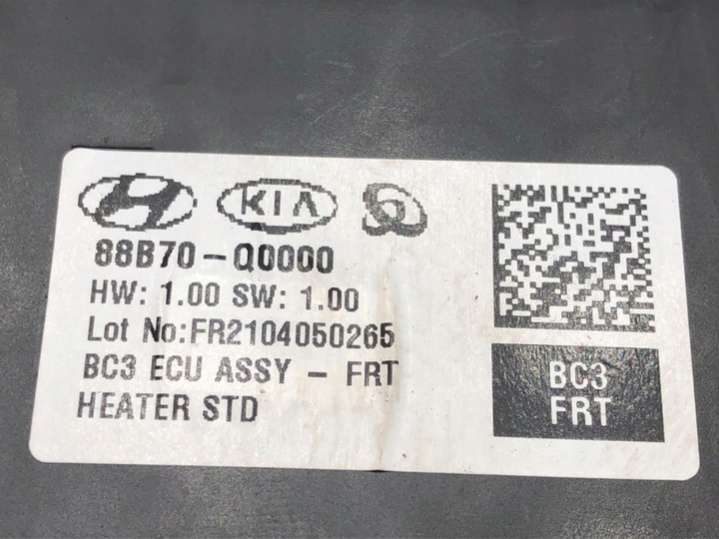 KIA
88B70-Q0000
HW: 1.00 SW: 1.00
Lot No:FR2104050265
BC3 ECU ASSY - FRT
HEATER STD
BC3
FRT